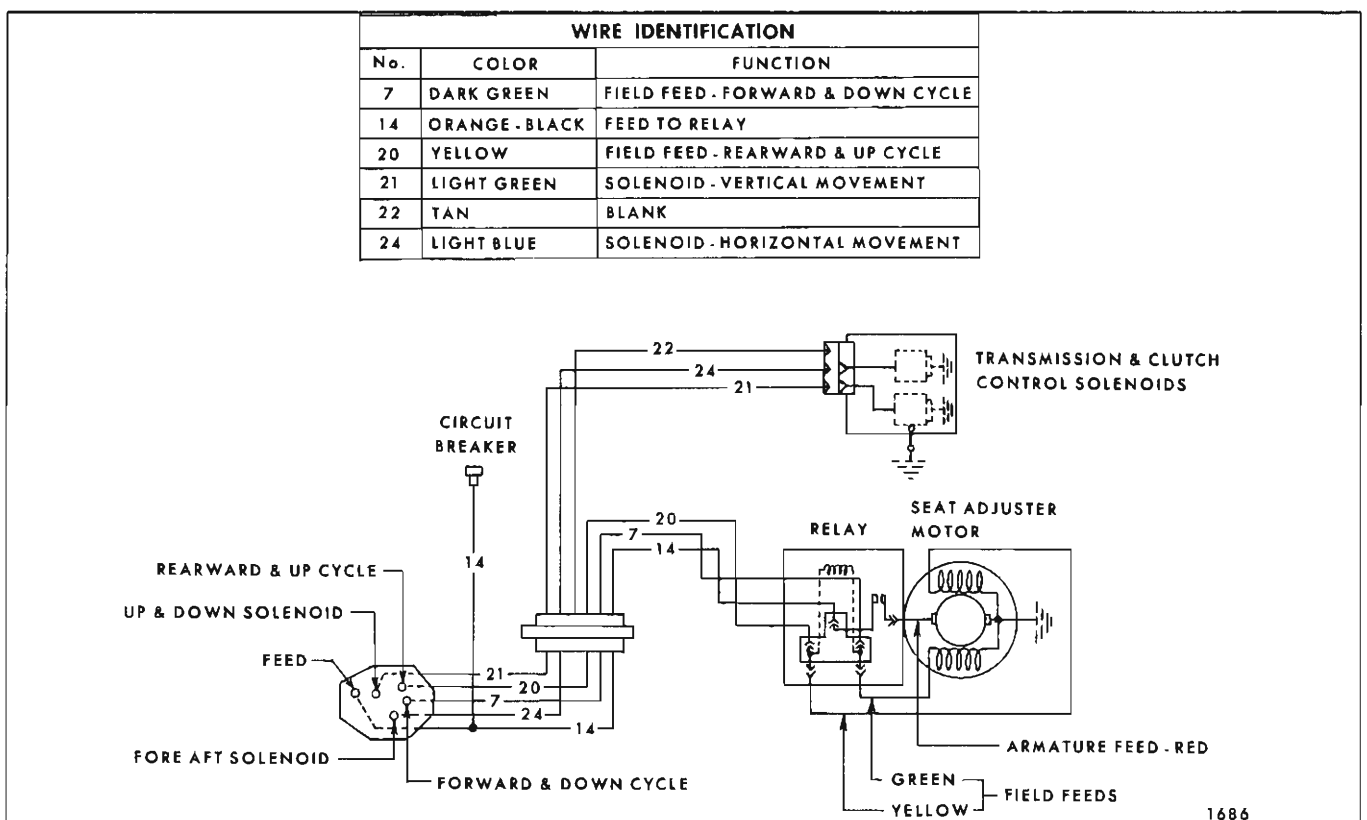 WIRE IDENTIFICATION
No. COLOR FUNCTION
7 DARK GREEN FIELD FEED - FORWARD & DOWN CYCLE
14 ORANGE - BLACK FEED TO RELAY
20 YELLOW FIELD FEED - REARWARD & UP CYCLE
21 LIGHT GREEN SOLENOID - VERTICAL MOVEMENT
22 TAN BLANK
24 LIGHT BLUE SOLENOID - HORIZONTAL MOVEMENT
22
24
21
TRANSMISSION & CLUTCH
CONTROL SOLENOIDS
CIRCUIT
BREAKER
14
20
7
14
RELAY
SEAT ADJUSTER
MOTOR
REARWARD & UP CYCLE
UP & DOWN SOLENOID
FEED
21
20
7
24
14
FORE AFT SOLENOID
FORWARD & DOWN CYCLE
ARMATURE FEED - RED
GREEN
YELLOW
FIELD FEEDS
1686